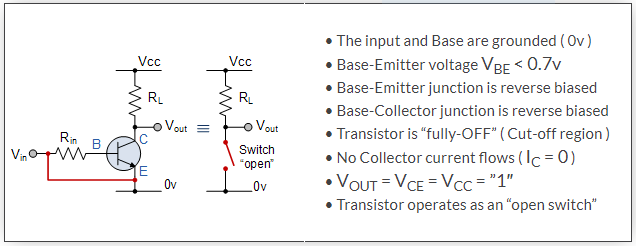 Vcc
Vcc
RL
RL
Vout
≡
Vout
Rin
B
C
Vin
Switch
"open"
E
0v
0v
• The input and Base are grounded ( 0v )
• Base-Emitter voltage VBE < 0.7v
• Base-Emitter junction is reverse biased
• Base-Collector junction is reverse biased
• Transistor is “fully-OFF” ( Cut-off region )
• No Collector current flows ( IC = 0 )
• VOUT = VCE = VCC = ”1″
• Transistor operates as an “open switch”